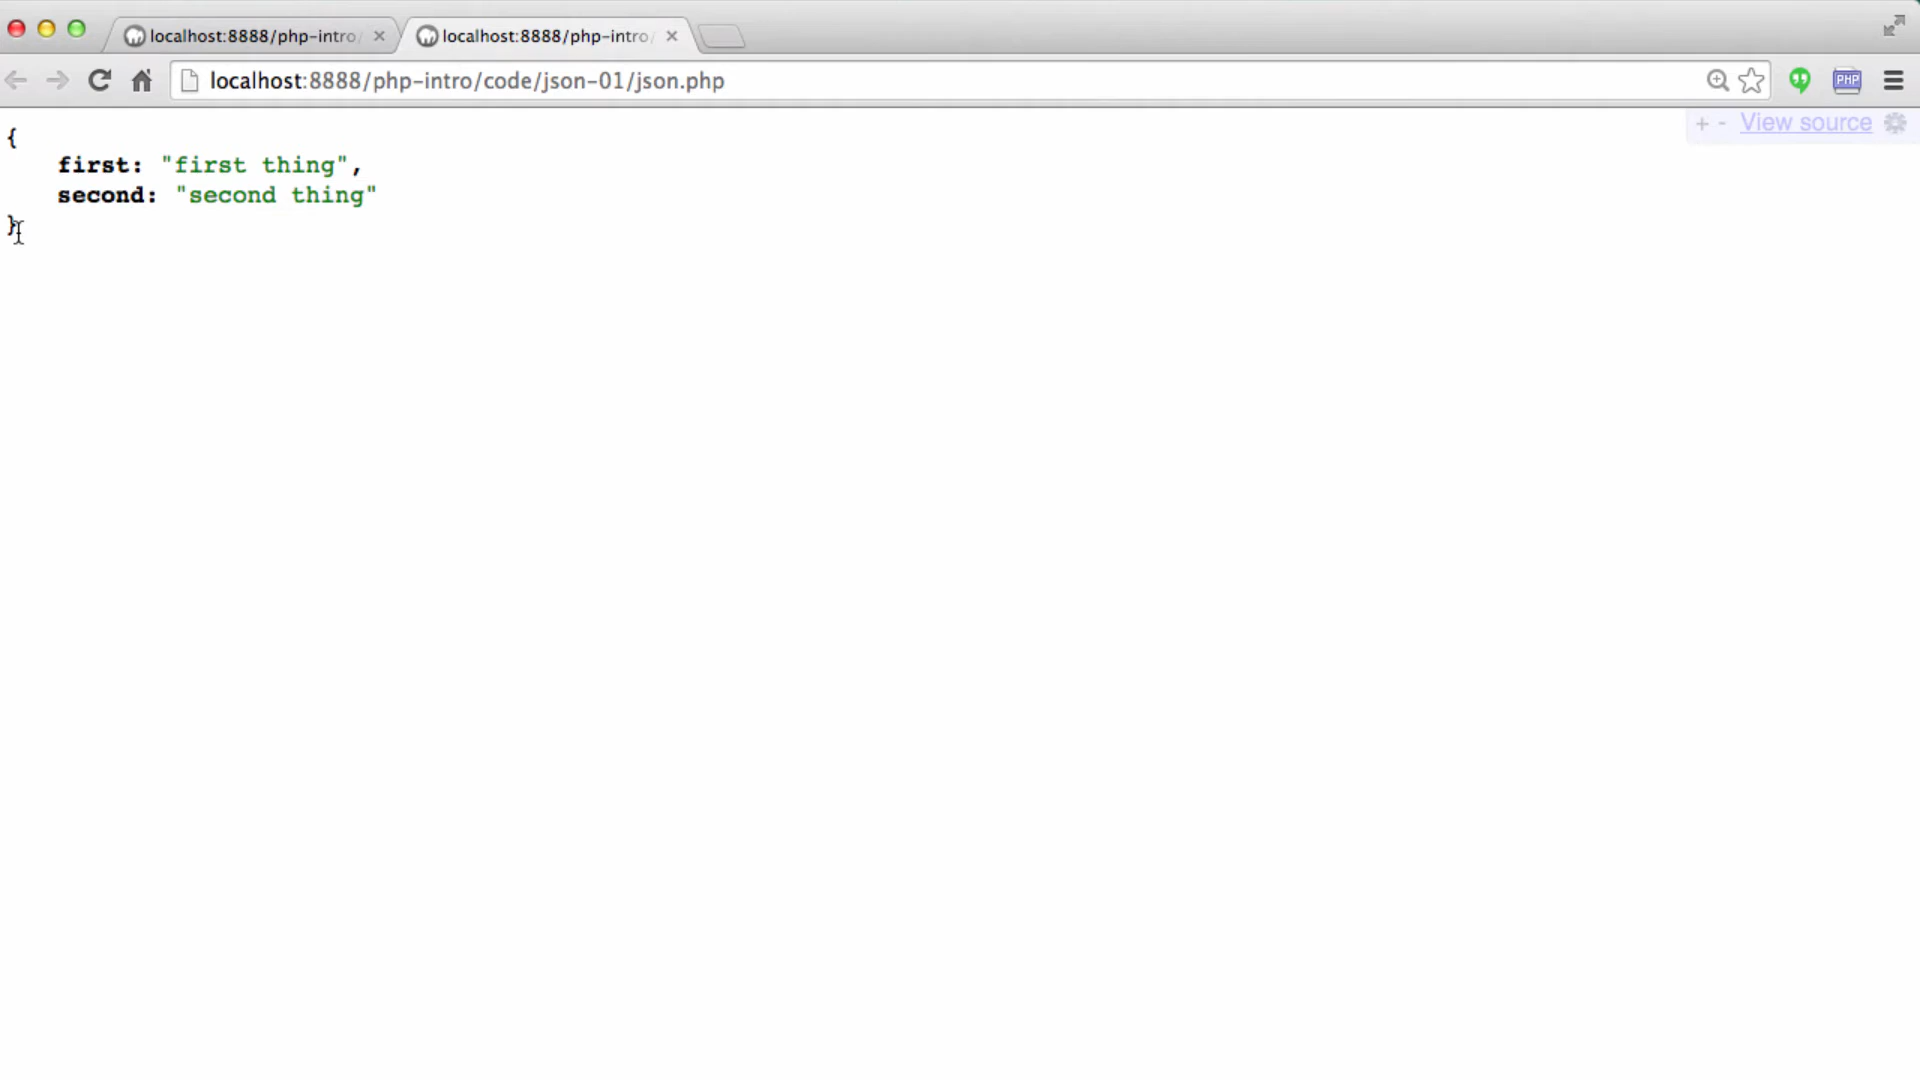 localhost:8888/php-intro/
localhost:8888/php-intro/
localhost:8888/php-intro/code/json-01/json.php
PHP
+ - View source
{
first: "first thing",
second: "second thing"
}